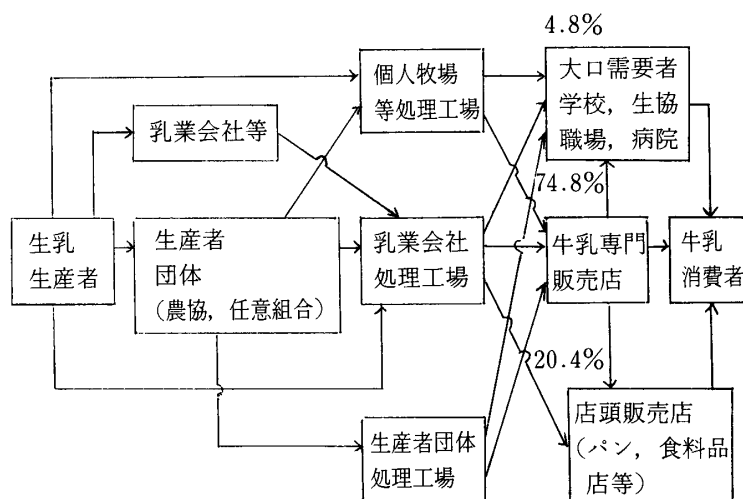 4.8%
個人牧場
等処理工場
大口需要者
学校，生協
職場，病院
乳業会社等
74.8%
生乳
生産者
生産者
団体
（農協，任意組合）
乳業会社
処理工場
牛乳専門
販売店
牛乳
消費者
20.4%
生産者団体
処理工場
店頭販売店
（パン，食料品
店等）